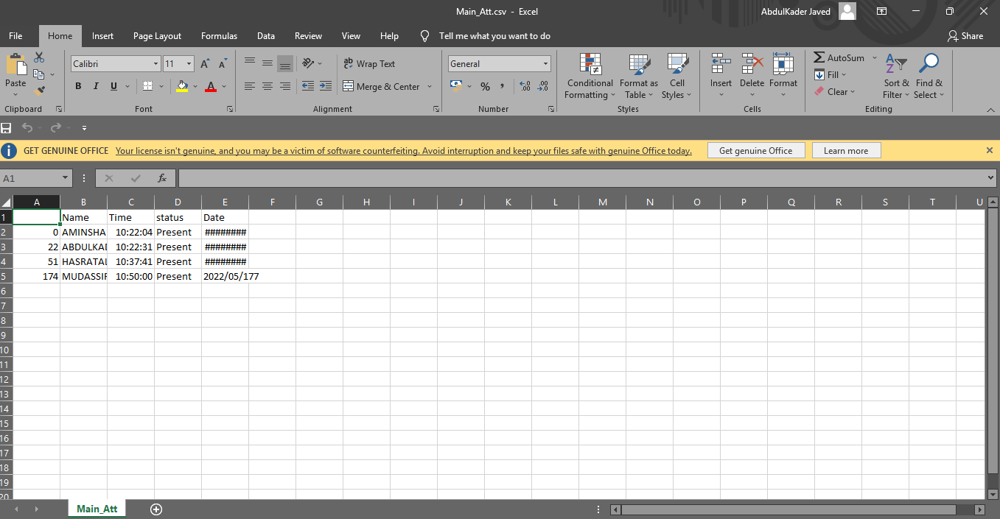 Main_Att.csv - Excel
AbdulKader Javed
File Home Insert Page Layout Formulas Data Review View Help Tell me what you want to do Share
Paste
Calibri 11
B I U
Wrap Text
Merge & Center
General
% ,
Conditional Formatting
Format as Table
Cell Styles
Insert Delete Format
AutoSum
Fill
Clear
Sort & Filter
Find & Select
Clipboard Font Alignment Number Styles Cells Editing
GET GENUINE OFFICE Your license isn't genuine, and you may be a victim of software counterfeiting. Avoid interruption and keep your files safe with genuine Office today. Get genuine Office Learn more
A1 fx
A B C D E F G H I J K L M N O P Q R S T U
1 Name Time status Date
2 0 AMINSHA 10:22:04 Present ########
3 22 ABDULKAD 10:22:31 Present ########
4 51 HASRATAL 10:37:41 Present ########
5 174 MUDASSIR 10:50:00 Present 2022/05/177
6
7
8
9
10
11
12
13
14
15
16
17
18
19
20
Main_Att